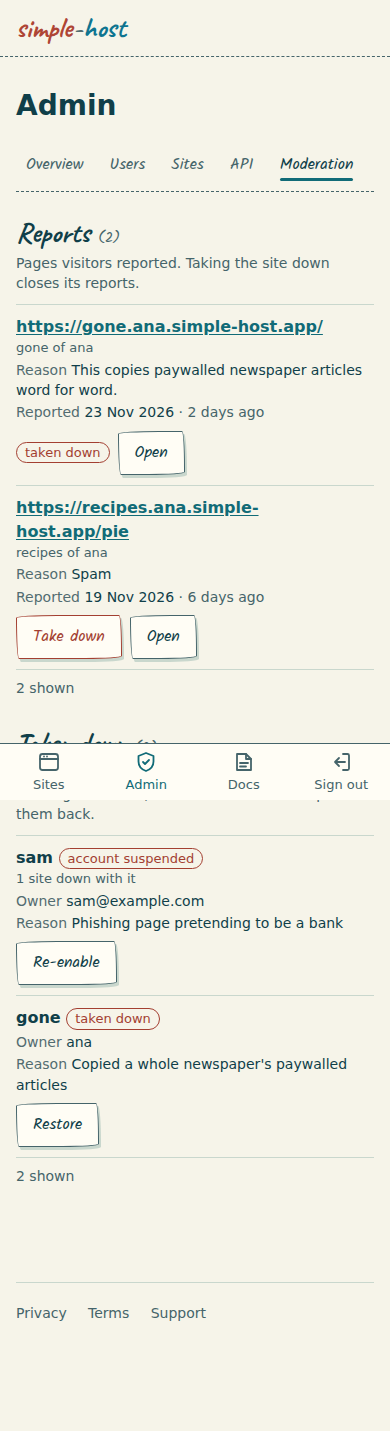 simple-host
Admin
Overview Users Sites API Moderation
Reports (2)
Pages visitors reported. Taking the site down
closes its reports.
https://gone.ana.simple-host.app/
gone of ana
Reason This copies paywalled newspaper articles
word for word.
Reported 23 Nov 2026 · 2 days ago
taken down Open
https://recipes.ana.simple-
host.app/pie
recipes of ana
Reason Spam
Reported 19 Nov 2026 · 6 days ago
Take down Open
2 shown
Sites Admin Docs Sign out
them back.
sam account suspended
1 site down with it
Owner sam@example.com
Reason Phishing page pretending to be a bank
Re-enable
gone taken down
Owner ana
Reason Copied a whole newspaper's paywalled
articles
Restore
2 shown
Privacy Terms Support